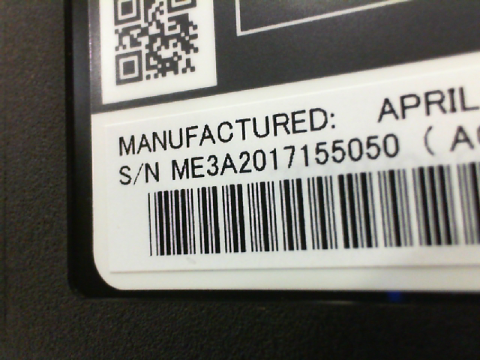 MANUFACTURED: APRIL
S/N ME3A2017155050 ( A